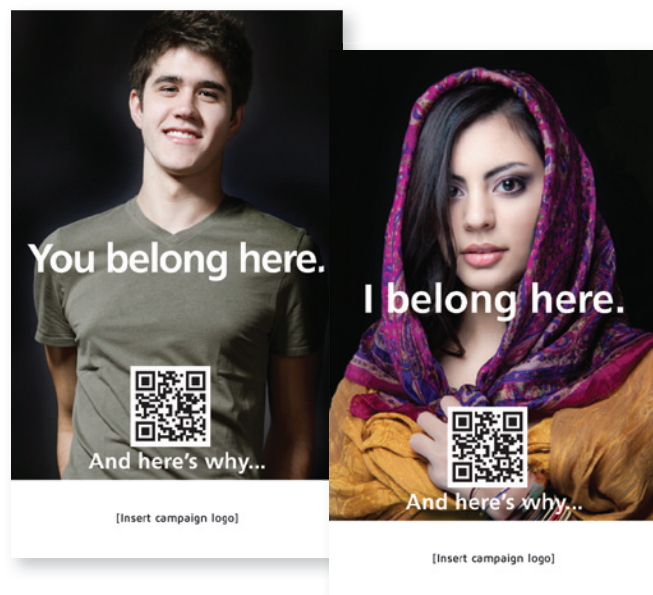 You belong here.
And here's why...
[Insert campaign logo]
I belong here.
And here's why...
[Insert campaign logo]